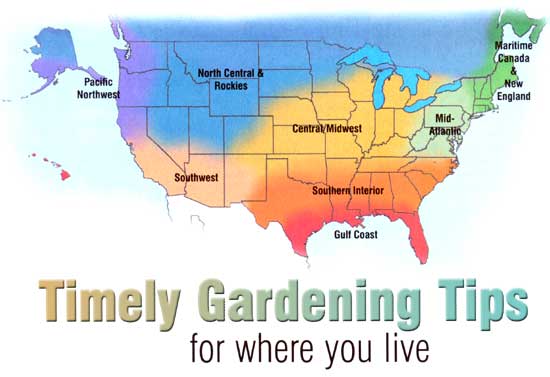 Maritime
Canada
&
New
England
Pacific
Northwest
North Central &
Rockies
Mid-
Atlantic
Central/Midwest
Southwest
Southern Interior
Gulf Coast
Timely Gardening Tips
for where you live